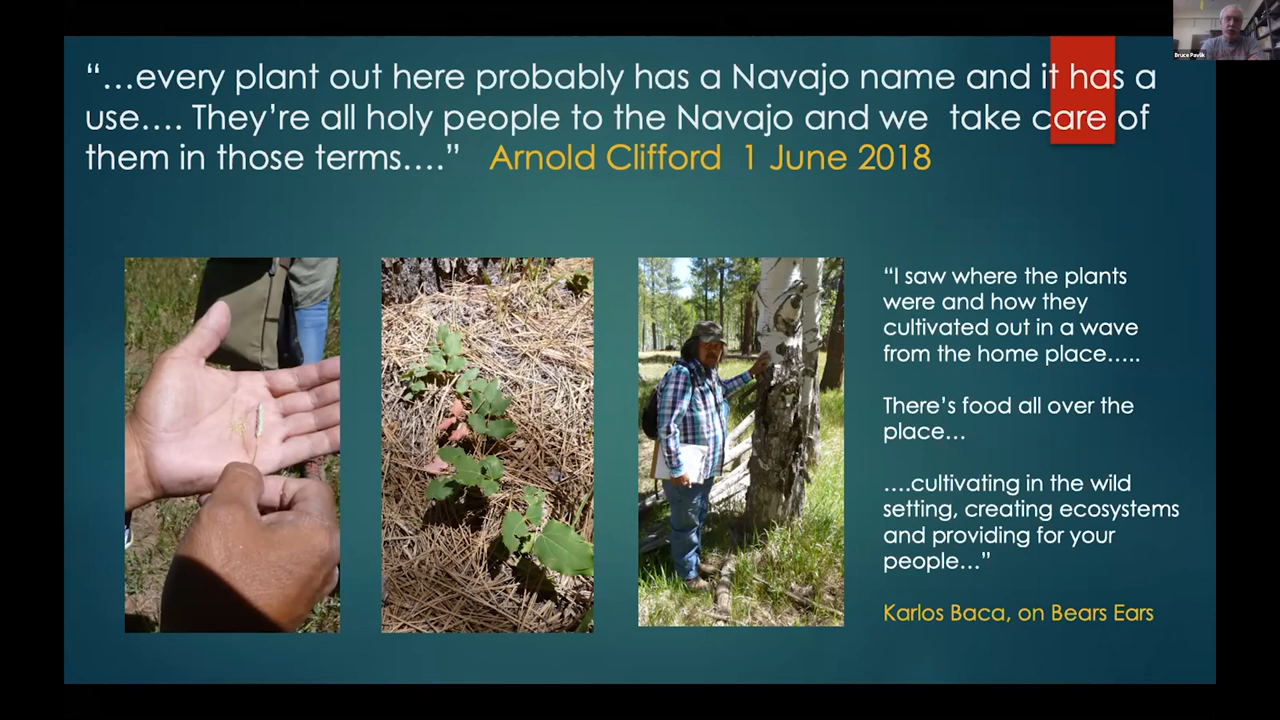 Bruce Pavlik
“…every plant out here probably has a Navajo name and it has a
use…. They’re all holy people to the Navajo and we  take care of
them in those terms….”   Arnold Clifford  1 June 2018
“I saw where the plants
were and how they
cultivated out in a wave
from the home place…..
There’s food all over the
place…
….cultivating in the wild
setting, creating ecosystems
and providing for your
people…”
Karlos Baca, on Bears Ears